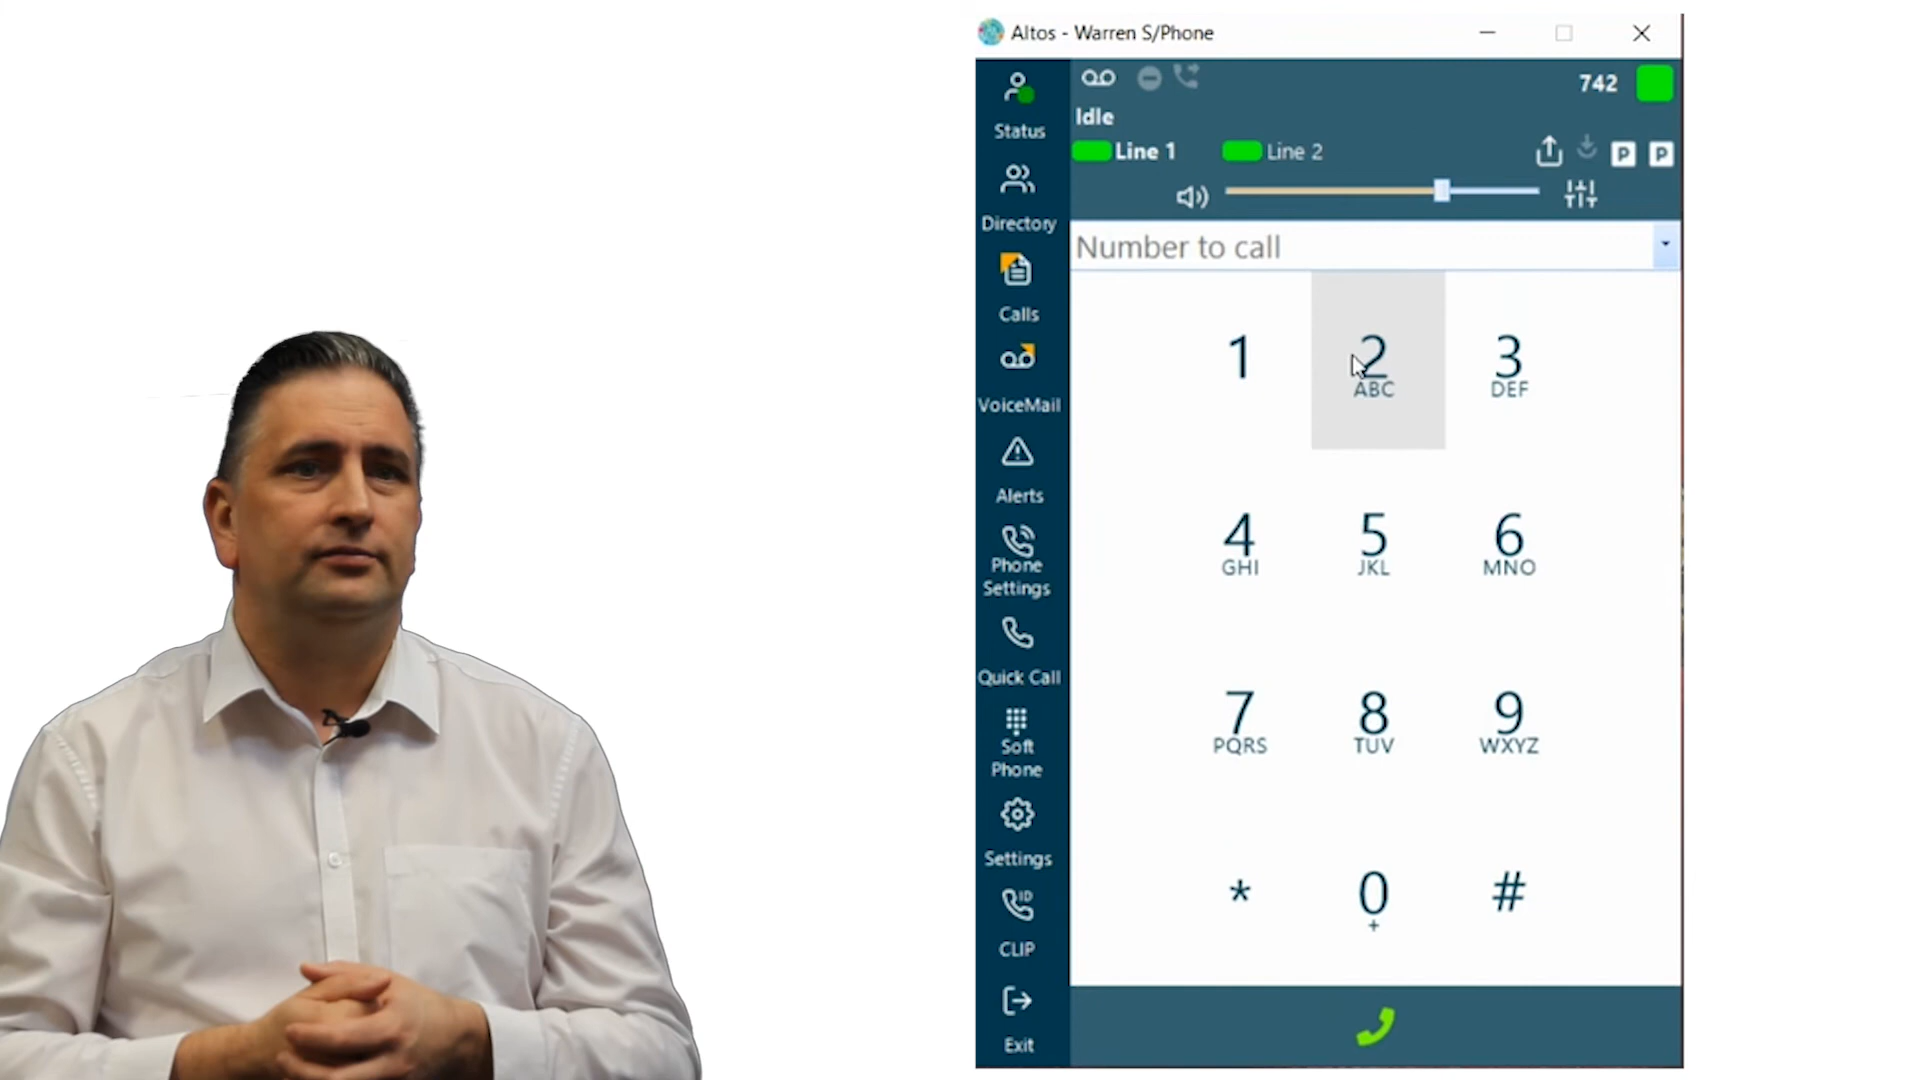 Altos - Warren S/Phone
742
Idle
Line 1
Line 2
P
P
Number to call
Status
Directory
Calls
VoiceMail
Alerts
Phone
Settings
Quick Call
Soft
Phone
Settings
ID
CLIP
Exit
1
2
ABC
3
DEF
4
GHI
5
JKL
6
MNO
7
PQRS
8
TUV
9
WXYZ
*
0
+
#